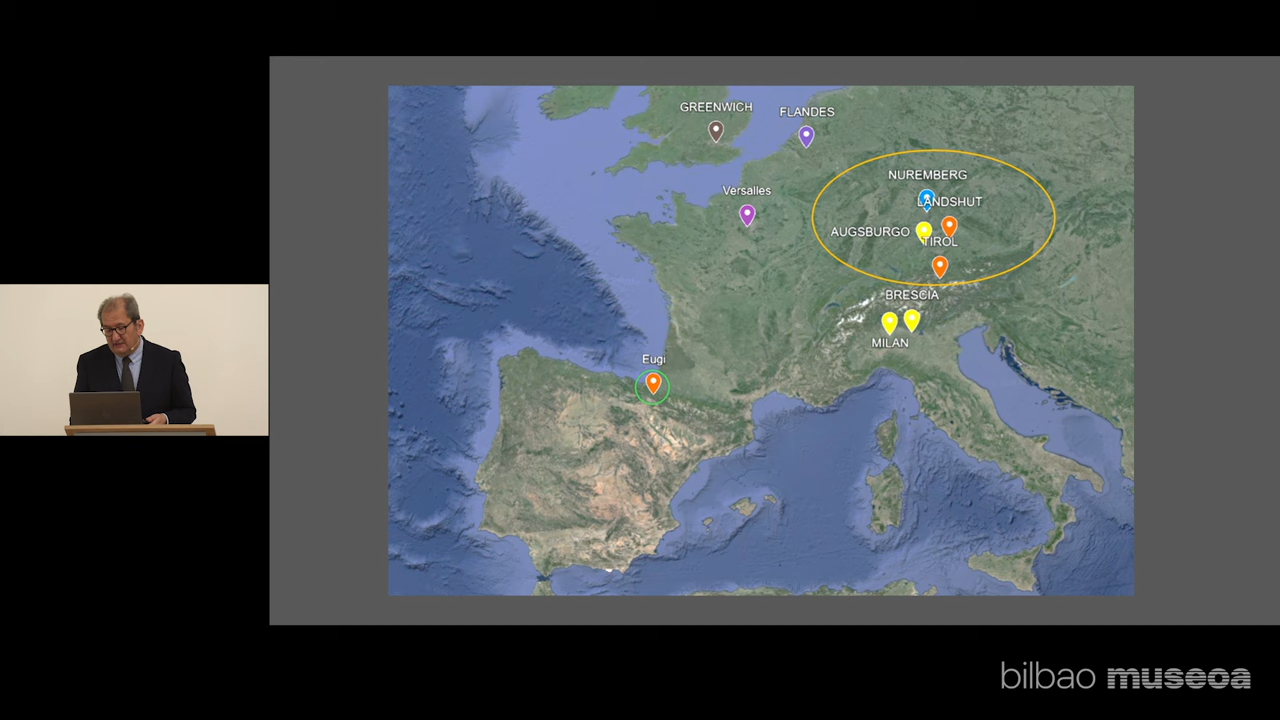 GREENWICH
FLANDES
NUREMBERG
Versalles
LANDSHUT
AUGSBURGO
TIROL
BRESCIA
MILAN
Eugi
bilbao museoa